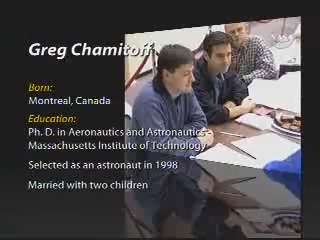 NASA
Greg Chamitoff
Born:
Montreal, Canada
Education:
Ph. D. in Aeronautics and Astronautics
Massachusetts Institute of Technology
Selected as an astronaut in 1998
Married with two children